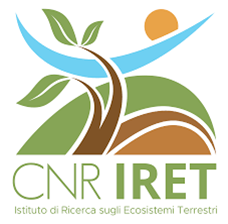 CNR IRET
Istituto di Ricerca sugli Ecosistemi Terrestri